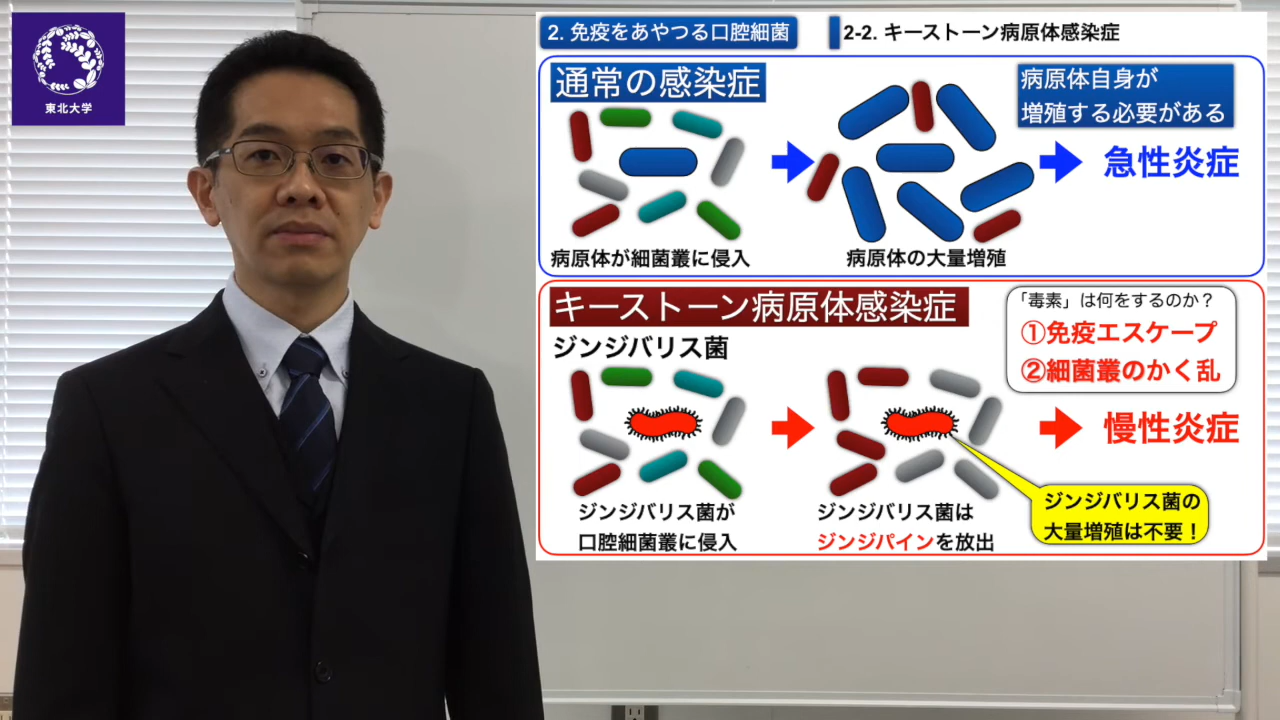 東北大学
2. 免疫をあやつる口腔細菌
2-2. キーストーン病原体感染症
通常の感染症
病原体自身が
増殖する必要がある
急性炎症
病原体が細菌叢に侵入
病原体の大量増殖
キーストーン病原体感染症
「毒素」は何をするのか？
①免疫エスケープ
②細菌叢のかく乱
ジンジバリス菌
慢性炎症
ジンジバリス菌が
口腔細菌叢に侵入
ジンジバリス菌は
ジンジパインを放出
ジンジバリス菌の
大量増殖は不要！